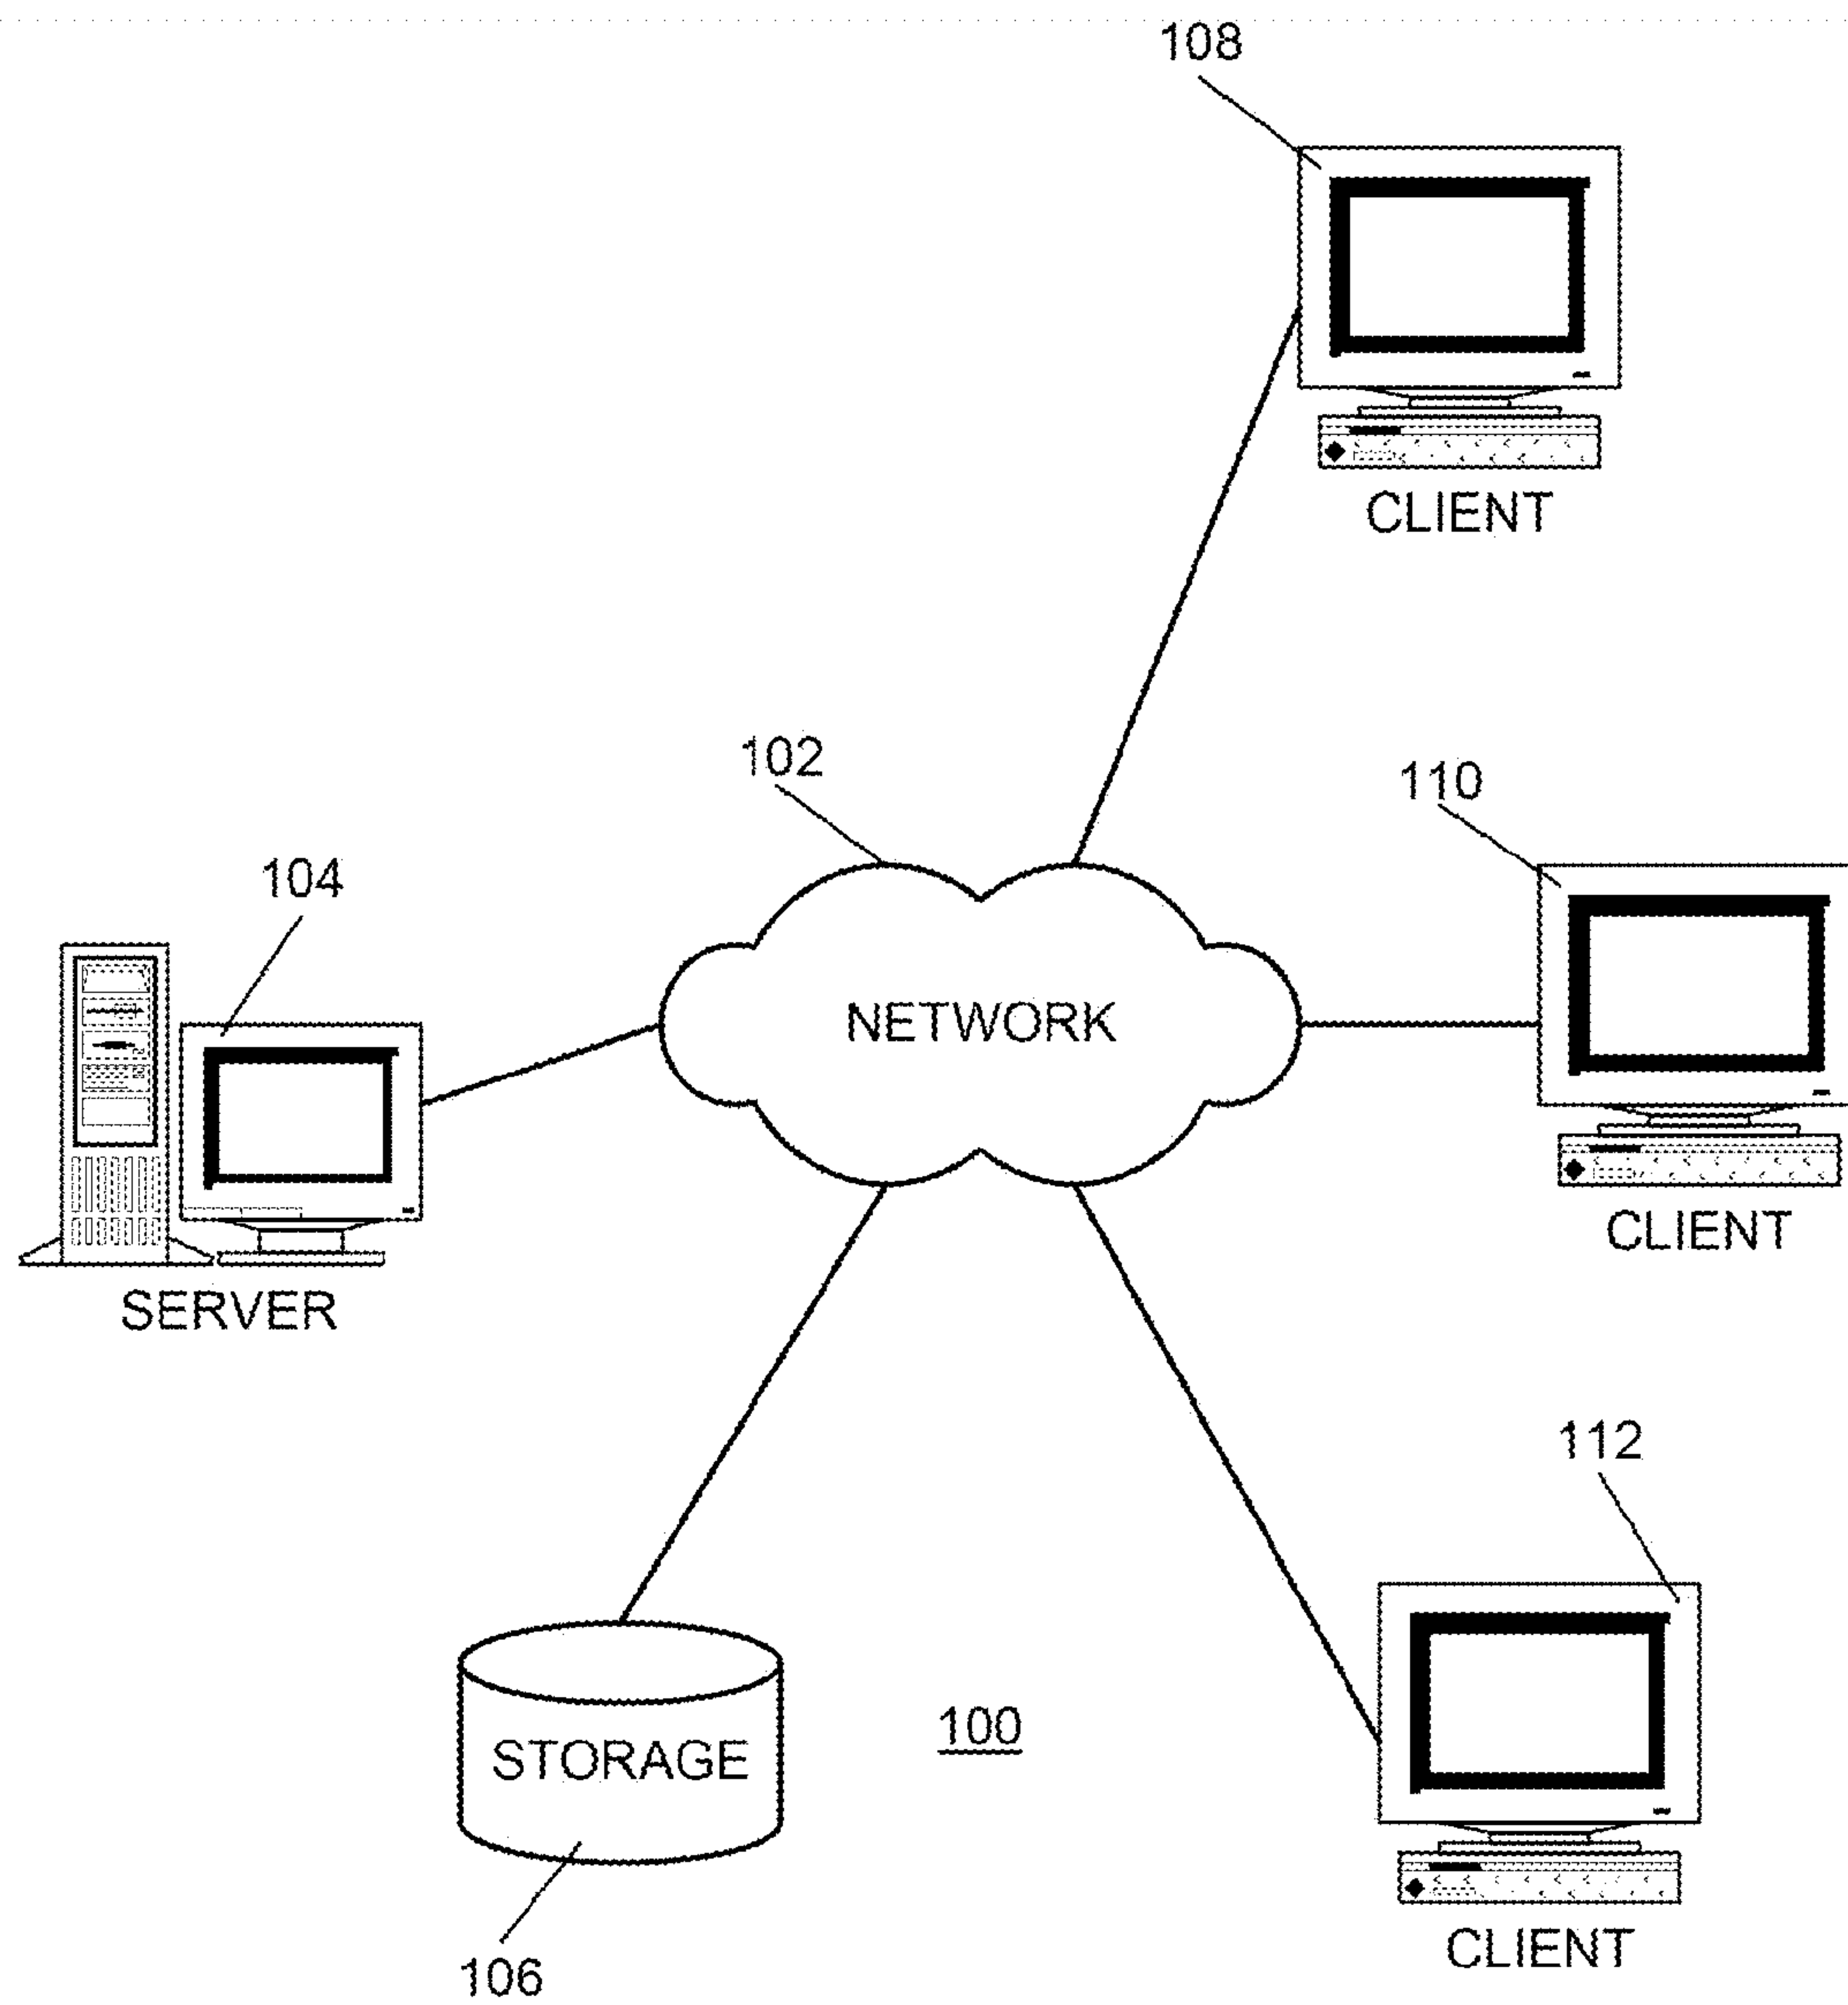 108
CLIENT
102
110
104
NETWORK
CLIENT
SERVER
112
100
STORAGE
CLIENT
106